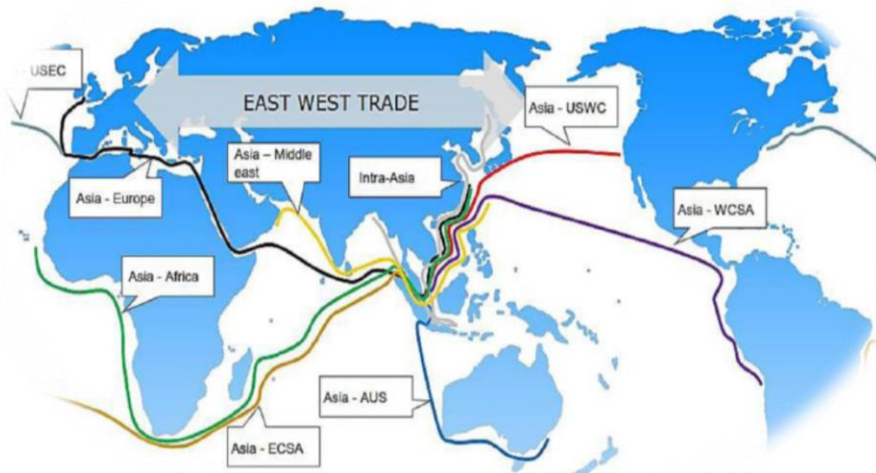 USEC
EAST WEST TRADE
Asia - USWC
Asia – Middle
east
Intra-Asia
Asia - Europe
Asia - WCSA
Asia - Africa
Asia - AUS
Asia - ECSA